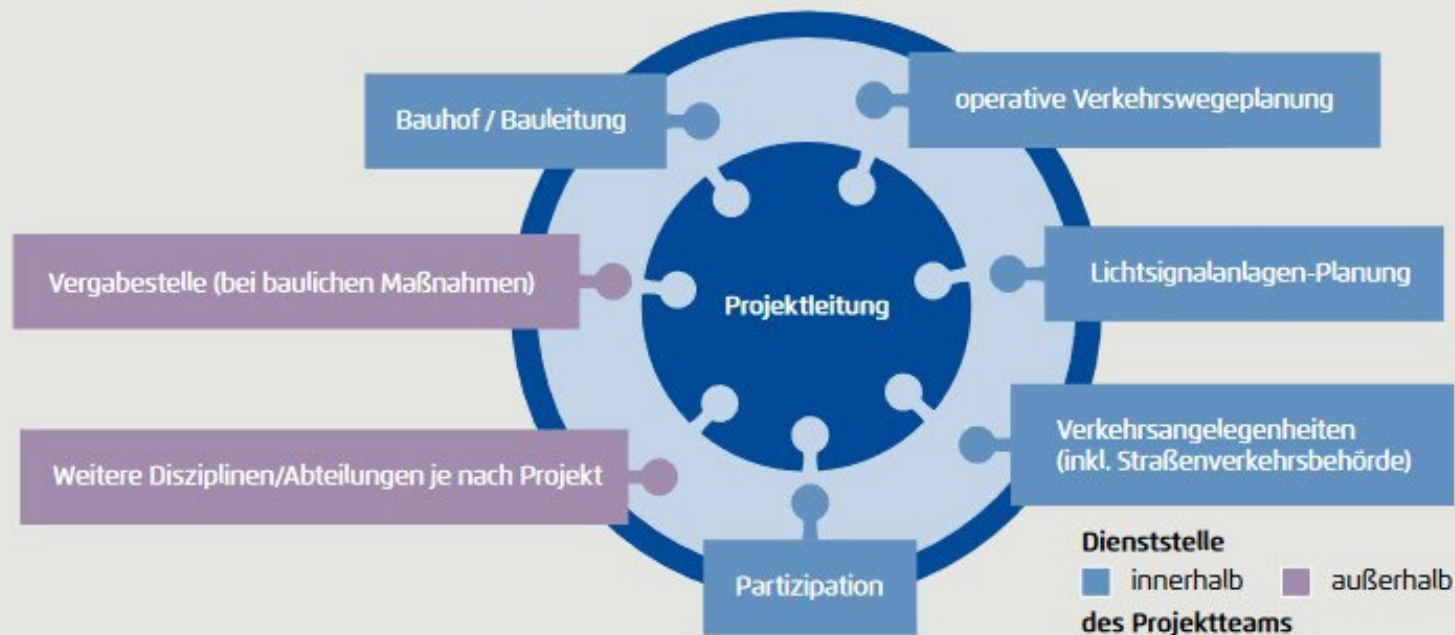 Bauhof / Bauleitung
operative Verkehrswegeplanung
Vergabestelle (bei baulichen Maßnahmen)
Projektleitung
Lichtsignalanlagen-Planung
Weitere Disziplinen/Abteilungen je nach Projekt
Verkehrsangelegenheiten
(inkl. Straßenverkehrsbehörde)
Partizipation
Dienststelle
innerhalb außerhalb
des Projektteams